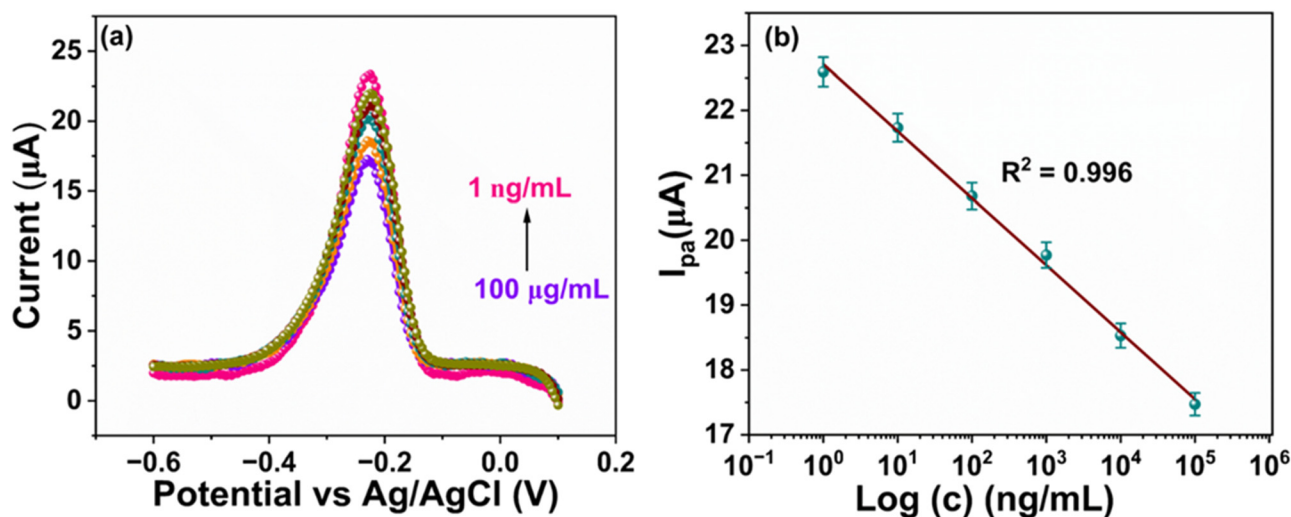 (a)
25
20
15
10
5
0
Current (μA)
1 ng/mL
100 μg/mL
−0.6
−0.4
−0.2
0.0
0.2
Potential vs Ag/AgCl (V)
(b)
23
22
21
20
19
18
17
I_pa(μA)
R² = 0.996
10⁻¹
10⁰
10¹
10²
10³
10⁴
10⁵
10⁶
Log (c) (ng/mL)